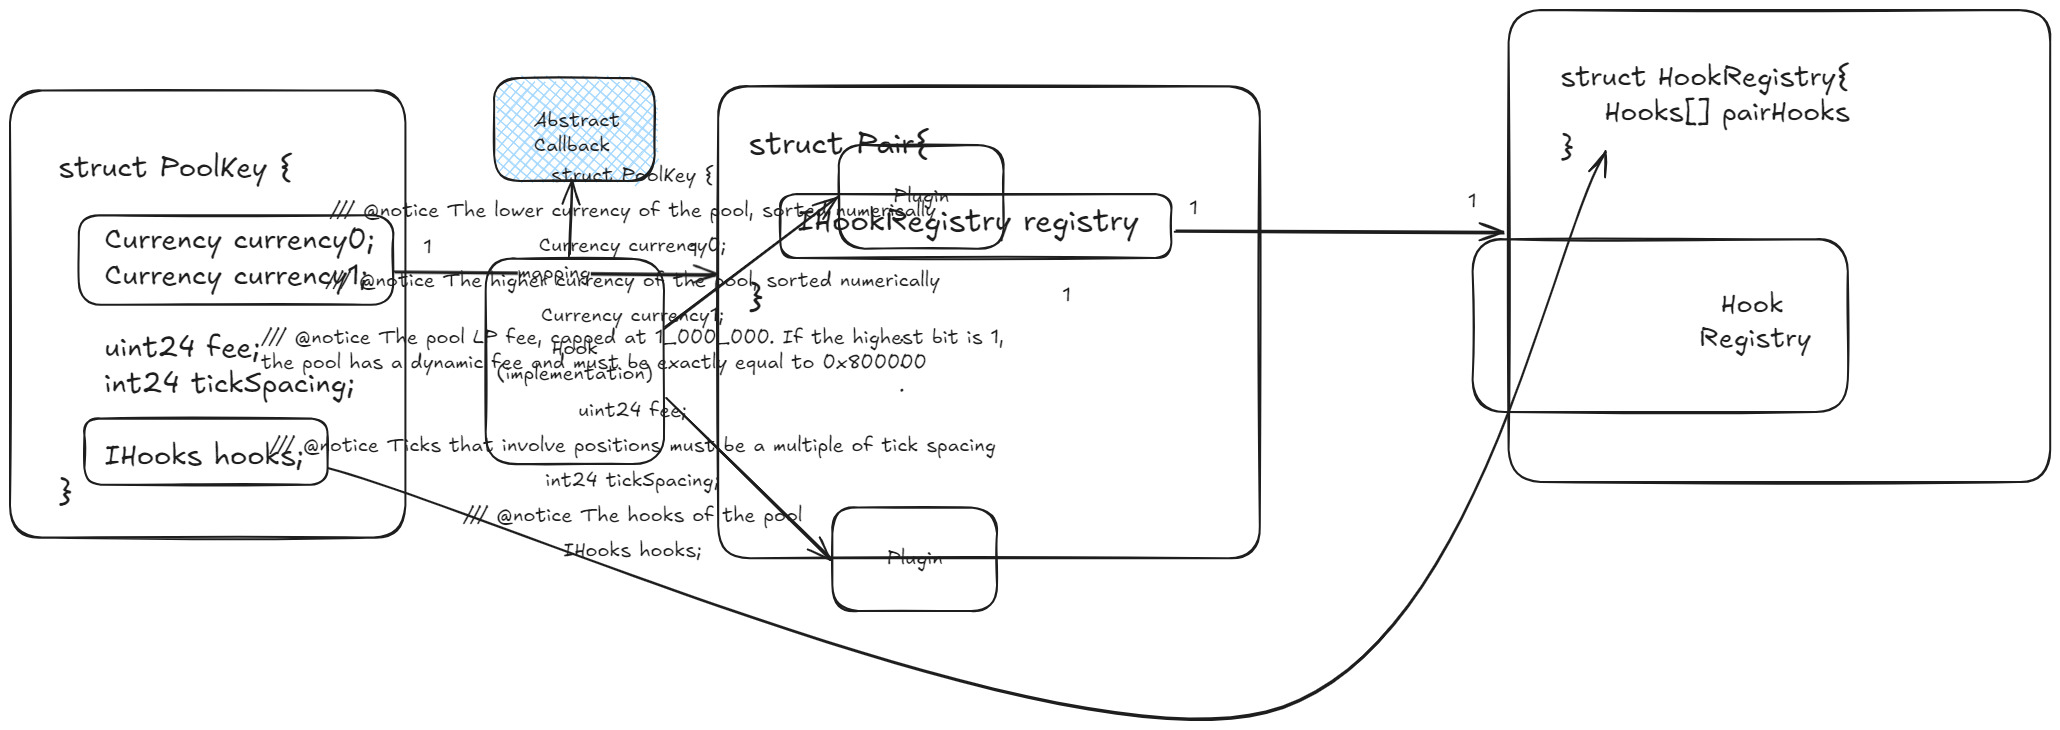 struct PoolKey {
Currency currency0;
Currency currency1;
uint24 fee;
int24 tickSpacing;
IHooks hooks;
}
1
mapping
q
Abstract
Callback
struct PoolKey {
/// @notice The lower currency of the pool, sorted numerically
Currency currency0;
/// @notice The higher currency of the pool, sorted numerically
Currency currency1;
/// @notice The pool LP fee, capped at 1_000_000. If the highest bit is 1,
the pool has a dynamic fee and must be exactly equal to 0x800000
uint24 fee;
/// @notice Ticks that involve positions must be a multiple of tick spacing
int24 tickSpacing;
/// @notice The hooks of the pool
IHooks hooks;
Hook
(implementation)
struct Pair{
IHookRegistry registry
}
Plugin
.
.
.
Plugin
1
1
1
struct HookRegistry{
Hooks[] pairHooks
}
Hook
Registry